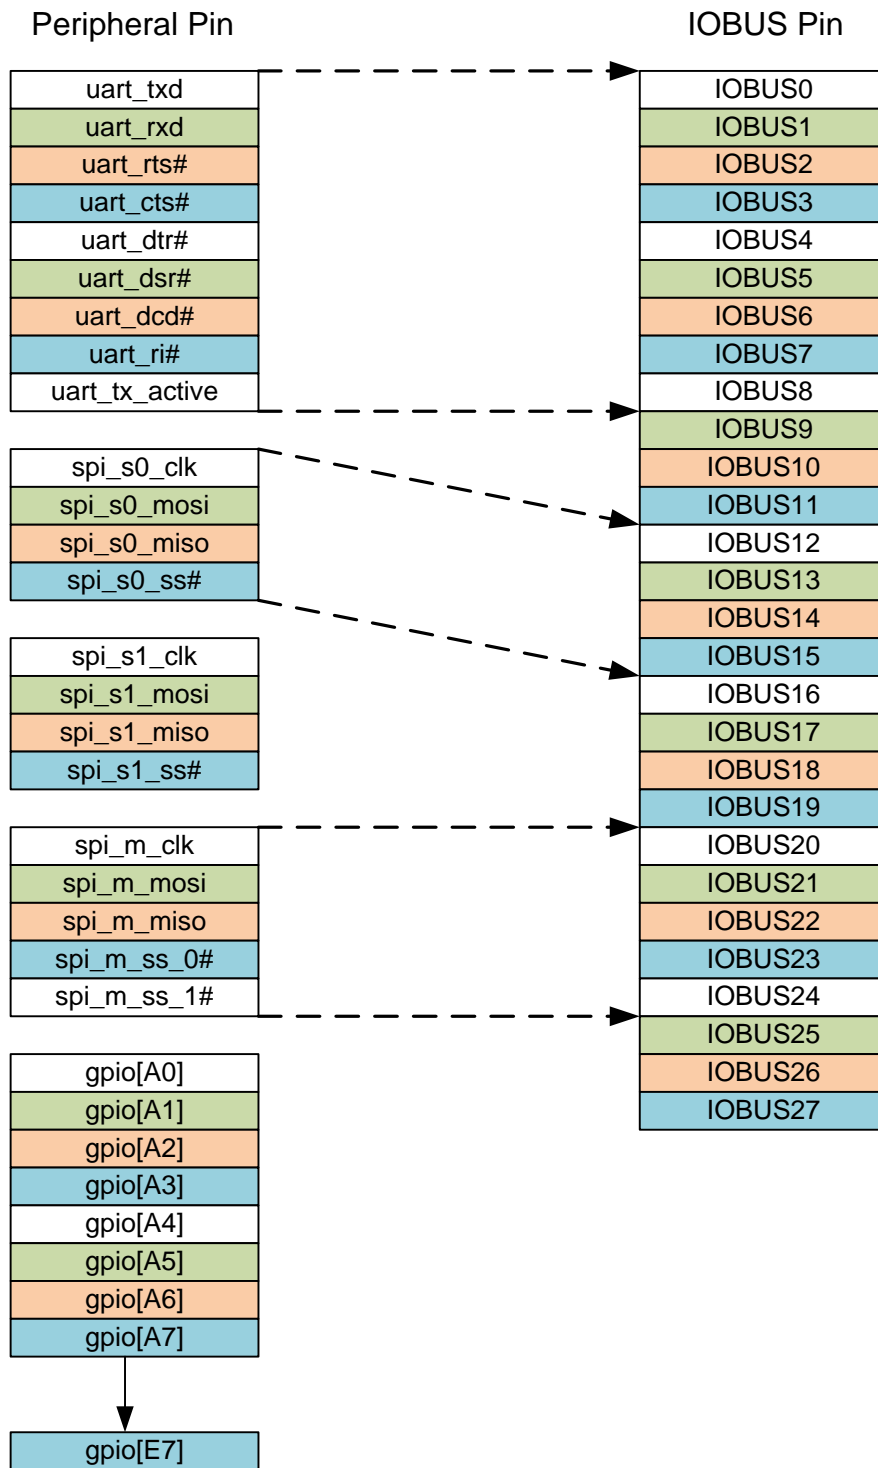 Peripheral Pin
uart_txd
uart_rxd
uart_rts#
uart_cts#
uart_dtr#
uart_dsr#
uart_dcd#
uart_ri#
uart_tx_active
spi_s0_clk
spi_s0_mosi
spi_s0_miso
spi_s0_ss#
spi_s1_clk
spi_s1_mosi
spi_s1_miso
spi_s1_ss#
spi_m_clk
spi_m_mosi
spi_m_miso
spi_m_ss_0#
spi_m_ss_1#
gpio[A0]
gpio[A1]
gpio[A2]
gpio[A3]
gpio[A4]
gpio[A5]
gpio[A6]
gpio[A7]
gpio[E7]
IOBUS Pin
IOBUS0
IOBUS1
IOBUS2
IOBUS3
IOBUS4
IOBUS5
IOBUS6
IOBUS7
IOBUS8
IOBUS9
IOBUS10
IOBUS11
IOBUS12
IOBUS13
IOBUS14
IOBUS15
IOBUS16
IOBUS17
IOBUS18
IOBUS19
IOBUS20
IOBUS21
IOBUS22
IOBUS23
IOBUS24
IOBUS25
IOBUS26
IOBUS27